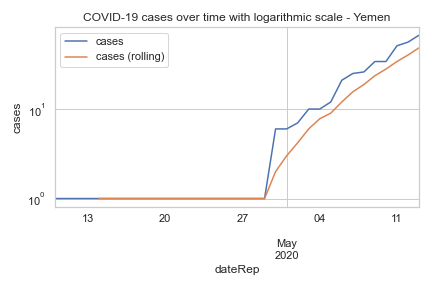 COVID-19 cases over time with logarithmic scale - Yemen
cases
cases (rolling)
cases
10¹
10⁰
13
20
27
04
11
May
2020
dateRep